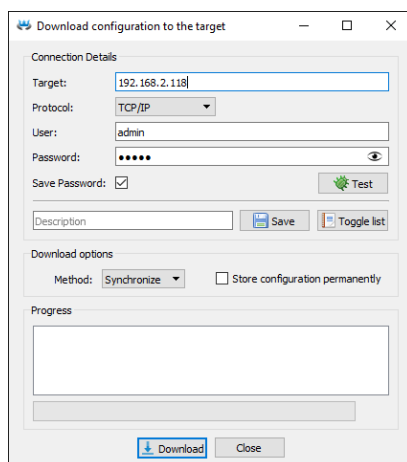 Download configuration to the target
Connection Details
Target: 192.168.2.118
Protocol: TCP/IP
User: admin
Password: •••••
Save Password:
Test
Description Save Toggle list
Download options
Method: Synchronize Store configuration permanently
Progress
Download Close